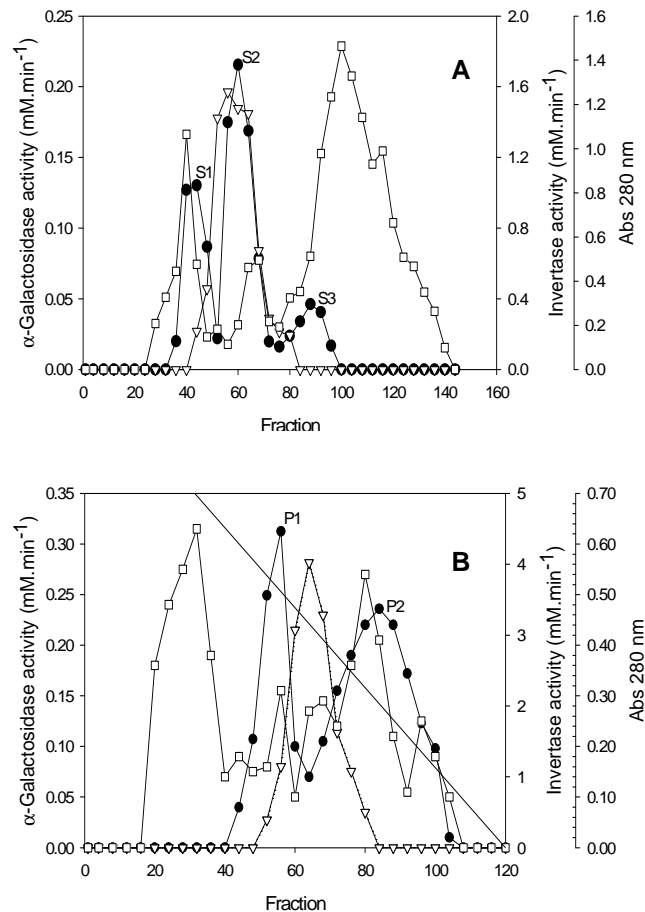 A
S1
S2
S3
α-Galactosidase activity (mM.min-1)
0.00
0.05
0.10
0.15
0.20
0.25
Invertase activity (mM.min-1)
0.0
0.4
0.8
1.2
1.6
2.0
Abs 280 nm
0.0
0.2
0.4
0.6
0.8
1.0
1.2
1.4
1.6
0 20 40 60 80 100 120 140 160
Fraction
B
P1
P2
α-Galactosidase activity (mM.min-1)
0.00
0.05
0.10
0.15
0.20
0.25
0.30
0.35
Invertase activity (mM.min-1)
0
1
2
3
4
5
Abs 280 nm
0.00
0.10
0.20
0.30
0.40
0.50
0.60
0.70
0 20 40 60 80 100 120
Fraction